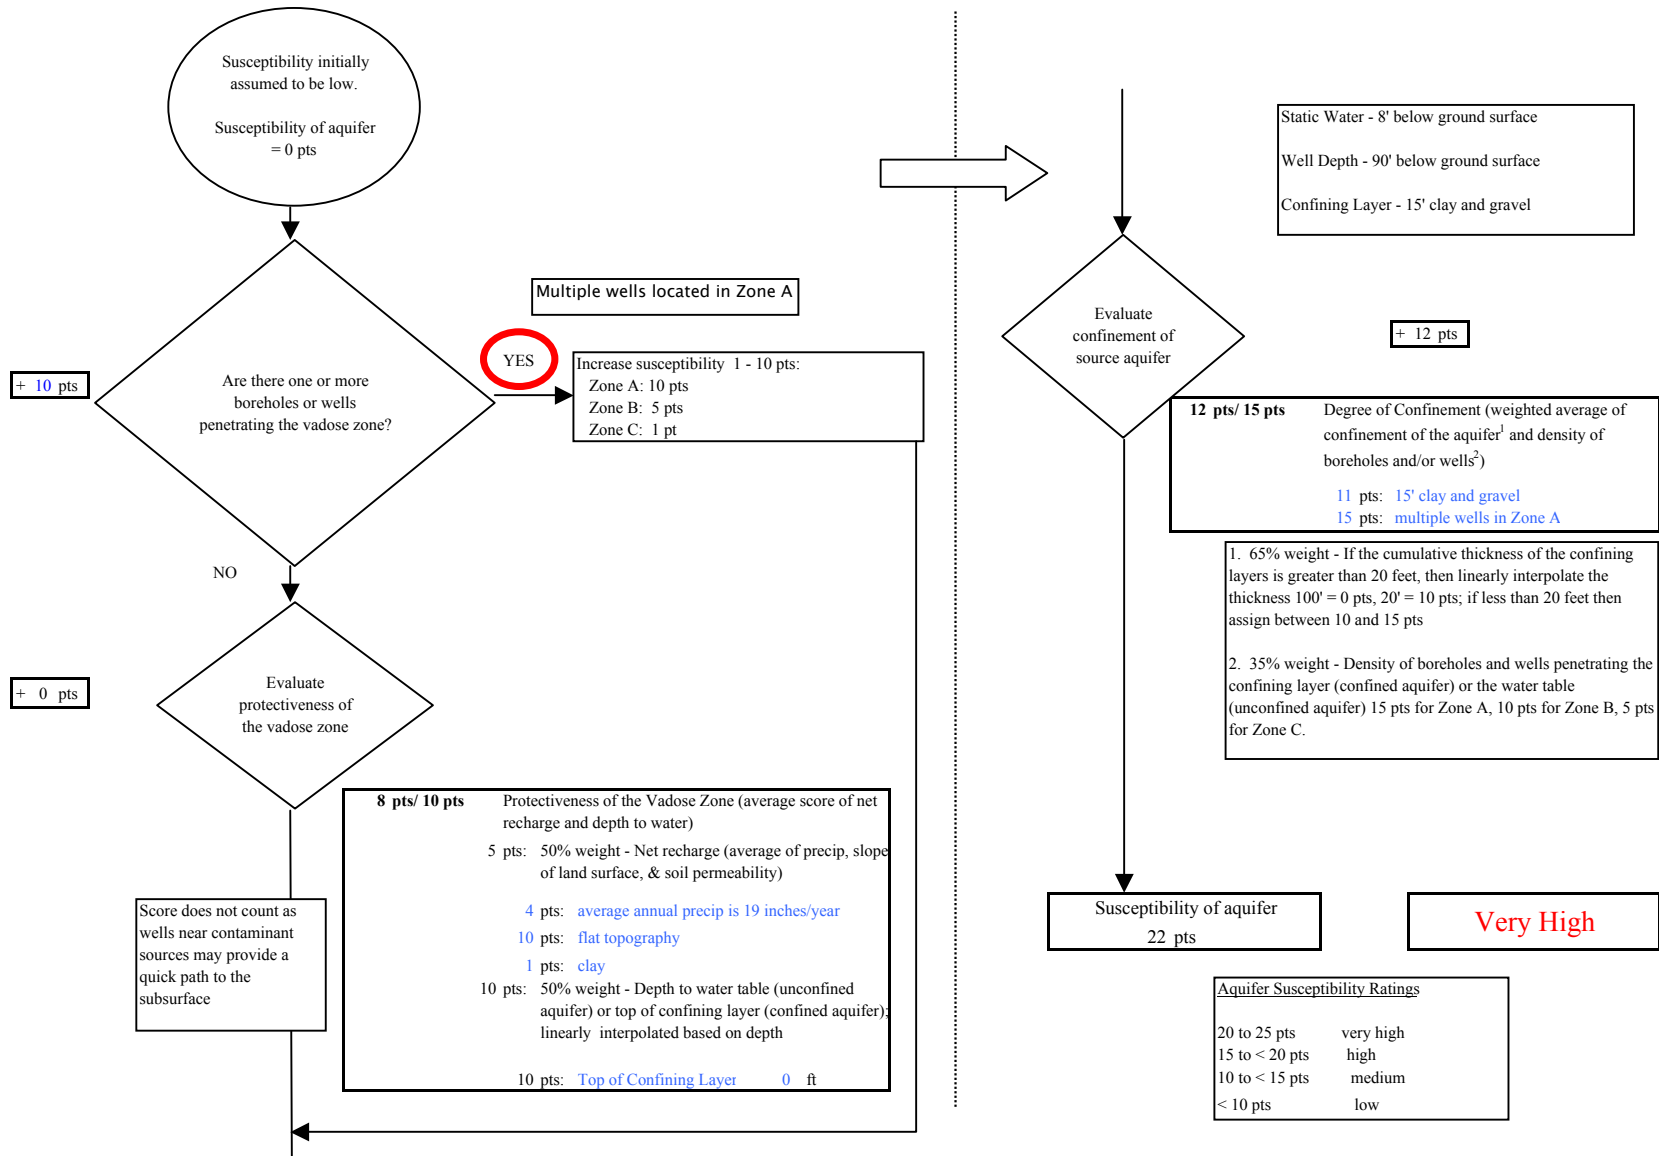 Susceptibility initially
assumed to be low.
Susceptibility of aquifer
= 0 pts
Multiple wells located in Zone A
YES
+ 10 pts
Are there one or more
boreholes or wells
penetrating the vadose zone?
Increase susceptibility 1 - 10 pts:
Zone A: 10 pts
Zone B: 5 pts
Zone C: 1 pt
NO
+ 0 pts
Evaluate
protectiveness of
the vadose zone
8 pts/ 10 pts Protectiveness of the Vadose Zone (average score of net
recharge and depth to water)
5 pts: 50% weight - Net recharge (average of precip, slope
of land surface, & soil permeability)
4 pts: average annual precip is 19 inches/year
10 pts: flat topography
1 pts: clay
10 pts: 50% weight - Depth to water table (unconfined
aquifer) or top of confining layer (confined aquifer);
linearly interpolated based on depth
10 pts: Top of Confining Layer 0 ft
Score does not count as
wells near contaminant
sources may provide a
quick path to the
subsurface
Static Water - 8' below ground surface
Well Depth - 90' below ground surface
Confining Layer - 15' clay and gravel
Evaluate
confinement of
source aquifer
+ 12 pts
12 pts/ 15 pts Degree of Confinement (weighted average of
confinement of the aquifer1 and density of
boreholes and/or wells2)
11 pts: 15' clay and gravel
15 pts: multiple wells in Zone A
1. 65% weight - If the cumulative thickness of the confining
layers is greater than 20 feet, then linearly interpolate the
thickness 100' = 0 pts, 20' = 10 pts; if less than 20 feet then
assign between 10 and 15 pts
2. 35% weight - Density of boreholes and wells penetrating the
confining layer (confined aquifer) or the water table
(unconfined aquifer) 15 pts for Zone A, 10 pts for Zone B, 5 pts
for Zone C.
Susceptibility of aquifer
22 pts
Very High
Aquifer Susceptibility Ratings
20 to 25 pts very high
15 to < 20 pts high
10 to < 15 pts medium
< 10 pts low